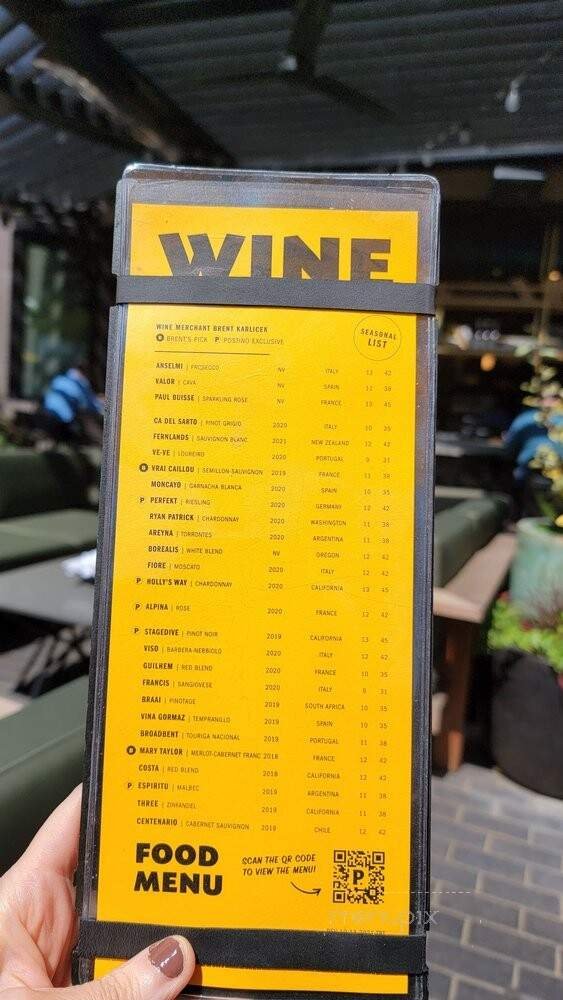 WINE
WINE MERCHANT BRENT KARLICEK
B BRENT'S PICK P POSTINO EXCLUSIVE
SEASONAL
LIST
ANSELMI | PROSECCO NV ITALY 12 42
VALOR | CAVA NV SPAIN 11 38
PAUL BUISSE | SPARKLING ROSE NV FRANCE 13 45
CA DEL SARTO | PINOT GRIGIO 2020 ITALY 10 35
FERNLANDS | SAUVIGNON BLANC 2021 NEW ZEALAND 12 42
VE-VE | LOUREIRO 2020 PORTUGAL 9 31
B VRAI CAILLOU | SEMILLON-SAUVIGNON 2019 FRANCE 11 38
MONCAYO | GARNACHA BLANCA 2020 SPAIN 10 35
P PERFEKT | RIESLING 2020 GERMANY 12 42
RYAN PATRICK | CHARDONNAY 2020 WASHINGTON 11 38
AREYNA | TORRONTES 2020 ARGENTINA 11 38
BOREALIS | WHITE BLEND NV OREGON 12 42
FIORE | MOSCATO 2020 ITALY 12 42
P HOLLY'S WAY | CHARDONNAY 2020 CALIFORNIA 13 45
P ALPINA | ROSE 2020 FRANCE 12 42
P STAGEDIVE | PINOT NOIR 2019 CALIFORNIA 13 45
VISO | BARBERA-NEBBIOLO 2020 ITALY 12 42
GUILHEM | RED BLEND 2020 FRANCE 10 35
FRANCIS | SANGIOVESE 2020 ITALY 9 31
BRAAI | PINOTAGE 2019 SOUTH AFRICA 10 35
VINA GORMAZ | TEMPRANILLO 2019 SPAIN 10 35
BROADBENT | TOURIGA NACIONAL 2019 PORTUGAL 11 38
B MARY TAYLOR | MERLOT-CABERNET FRANC 2018 FRANCE 12 42
COSTA | RED BLEND 2018 CALIFORNIA 12 42
P ESPIRITU | MALBEC 2019 ARGENTINA 11 38
THREE | ZINFANDEL 2019 CALIFORNIA 11 38
CENTENARIO | CABERNET SAUVIGNON 2019 CHILE 12 42
FOOD
MENU
SCAN THE QR CODE
TO VIEW THE MENU!
P
menupix